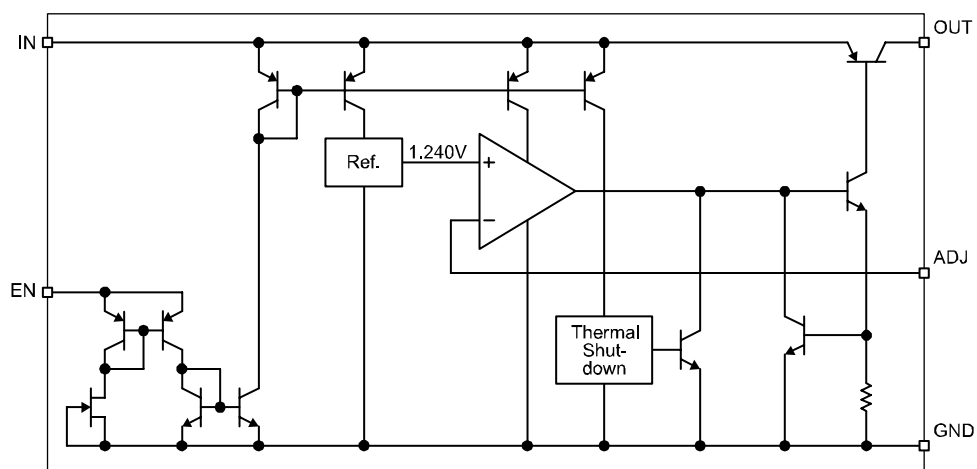 IN
OUT
Ref.
1.240V
+
−
ADJ
EN
Thermal
Shut-
down
GND